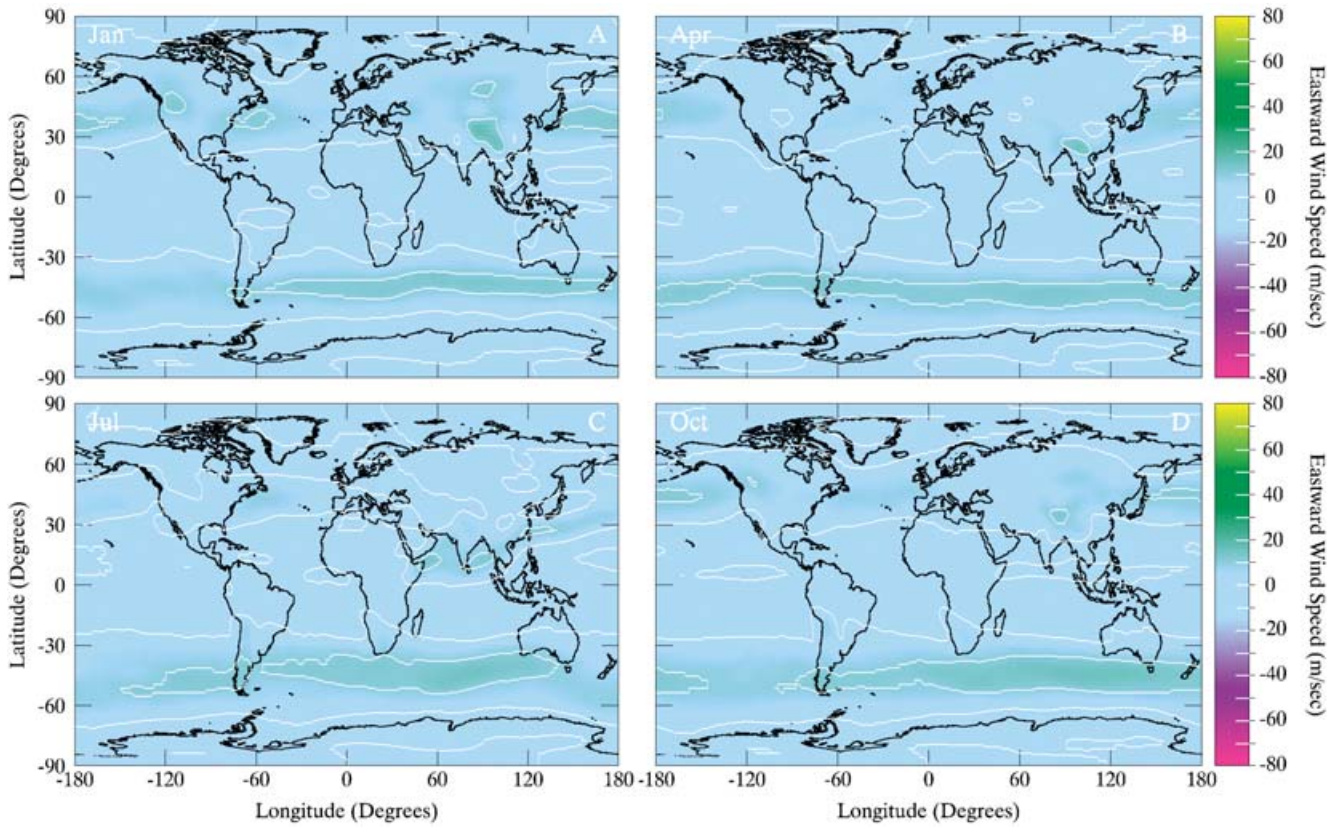 Jan A
Apr B
90
60
30
0
-30
-60
-90
Latitude (Degrees)
80
60
40
20
0
-20
-40
-60
-80
Eastward Wind Speed (m/sec)
Jul C
Oct D
90
60
30
0
-30
-60
-90
Latitude (Degrees)
80
60
40
20
0
-20
-40
-60
-80
Eastward Wind Speed (m/sec)
-180 -120 -60 0 60 120 180
-180 -120 -60 0 60 120 180
Longitude (Degrees)
Longitude (Degrees)